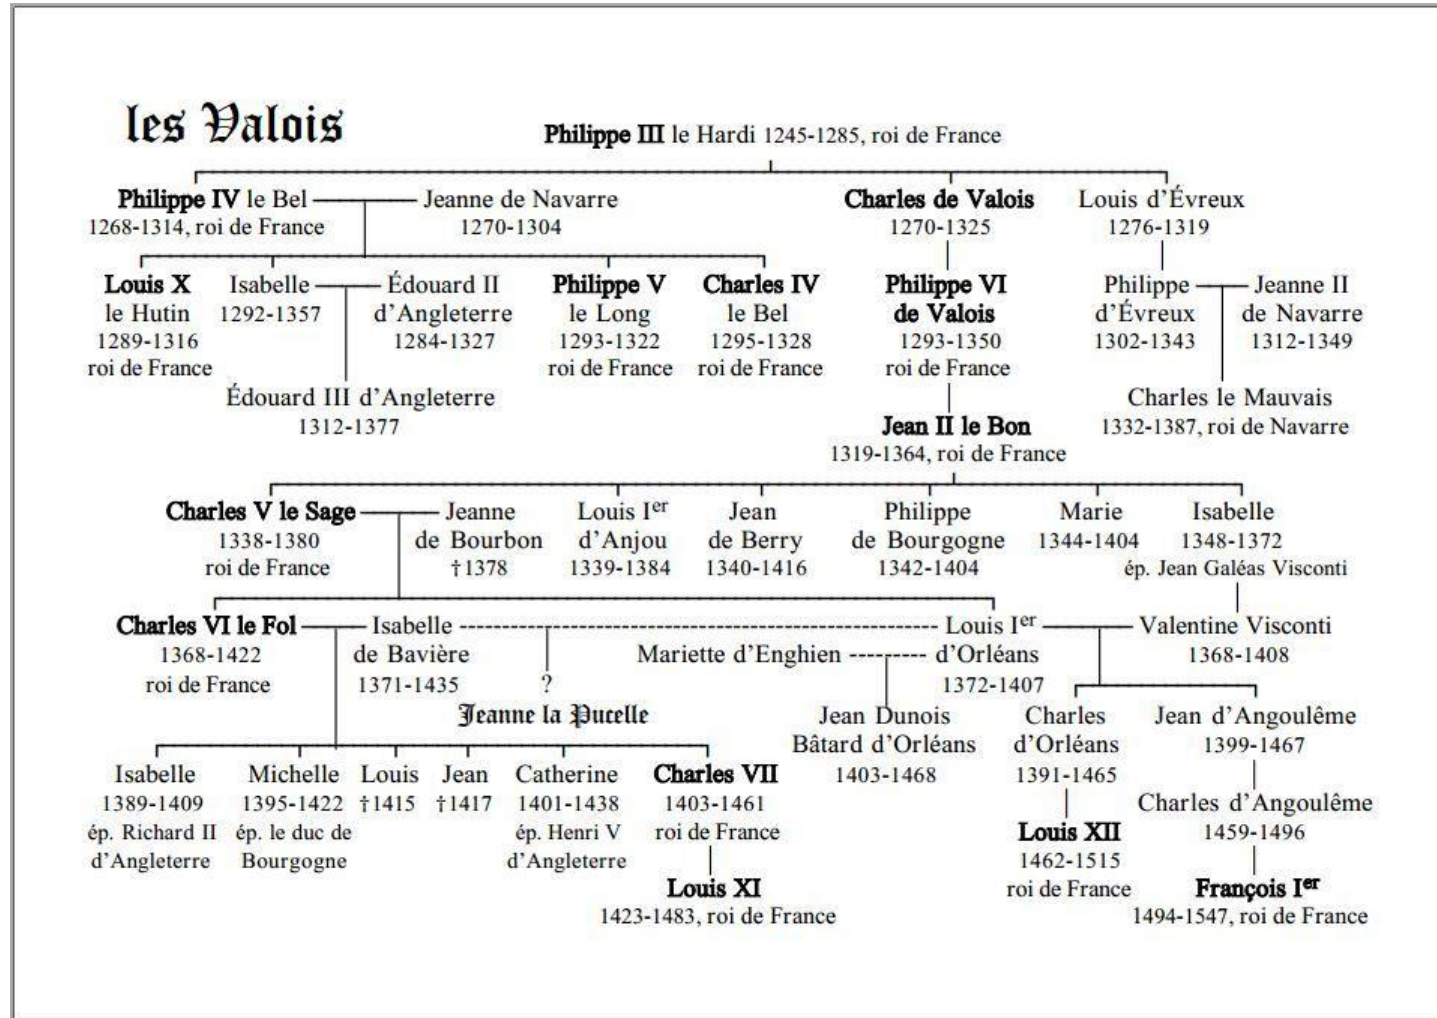 les Valois
Philippe III le Hardi 1245-1285, roi de France
Philippe IV le Bel Jeanne de Navarre Charles de Valois Louis d'Évreux
1268-1314, roi de France 1270-1304 1270-1325 1276-1319
Louis X Isabelle Édouard II Philippe V Charles IV Philippe VI Philippe Jeanne II
le Hutin 1292-1357 d'Angleterre le Long le Bel de Valois d'Évreux de Navarre
1289-1316 1284-1327 1293-1322 1295-1328 1293-1350 1302-1343 1312-1349
roi de France roi de France roi de France roi de France
Édouard III d'Angleterre Charles le Mauvais
1312-1377 Jean II le Bon 1332-1387, roi de Navarre
1319-1364, roi de France
Charles V le Sage Jeanne Louis Ier Jean Philippe Marie Isabelle
1338-1380 de Bourbon d'Anjou de Berry de Bourgogne 1344-1404 1348-1372
roi de France †1378 1339-1384 1340-1416 1342-1404 ép. Jean Galéas Visconti
Charles VI le Fol Isabelle Louis Ier Valentine Visconti
1368-1422 de Bavière Mariette d'Enghien d'Orléans 1368-1408
roi de France 1371-1435 ? 1372-1407
Jeanne la Pucelle Jean Dunois Charles Jean d'Angoulême
Bâtard d'Orléans d'Orléans 1399-1467
Isabelle Michelle Louis Jean Catherine Charles VII 1403-1468 1391-1465
1389-1409 1395-1422 †1415 †1417 1401-1438 1403-1461 Charles d'Angoulême
ép. Richard II ép. le duc de ép. Henri V roi de France Louis XII 1459-1496
d'Angleterre Bourgogne d'Angleterre 1462-1515
Louis XI roi de France François Ier
1423-1483, roi de France 1494-1547, roi de France